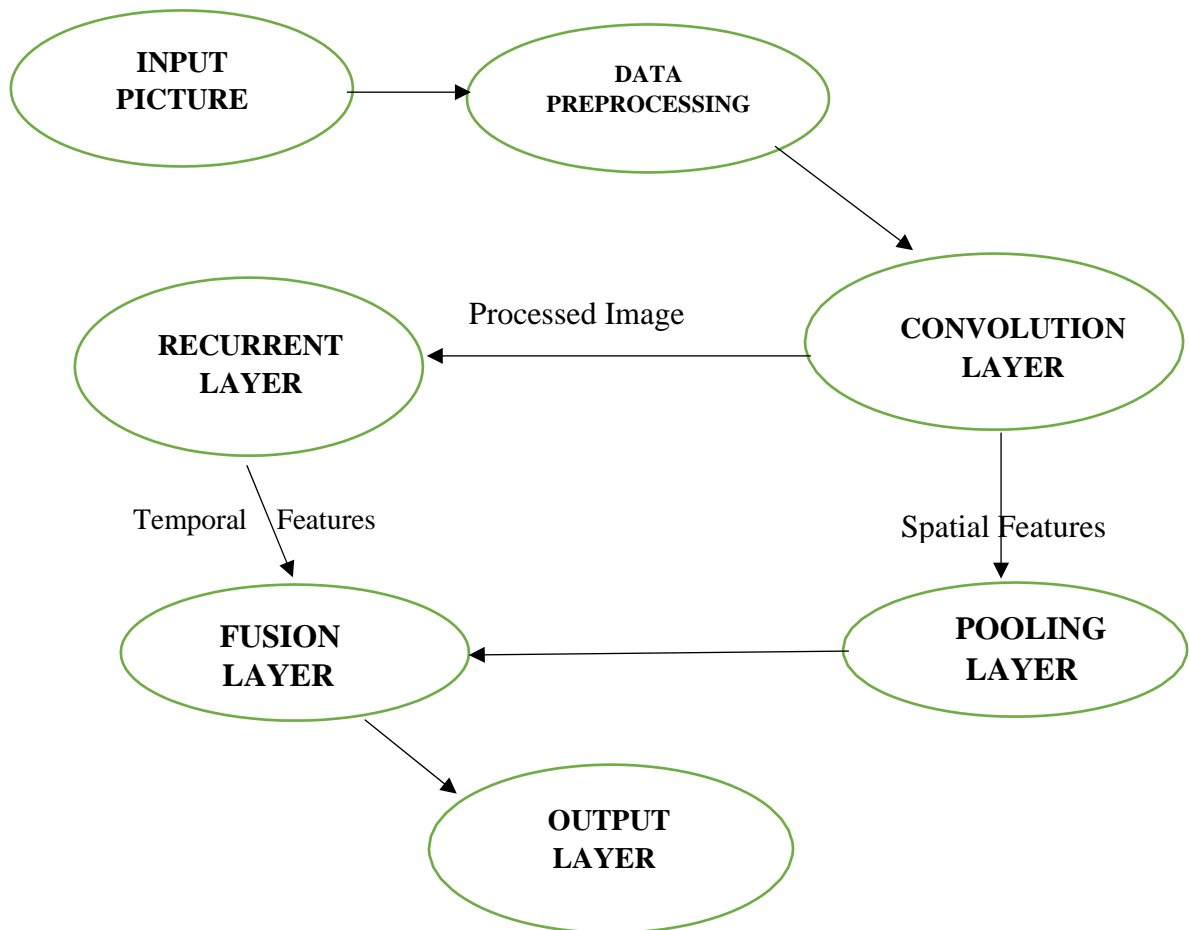 INPUT
PICTURE
DATA
PREPROCESSING
Processed Image
CONVOLUTION
LAYER
RECURRENT
LAYER
Temporal Features
Spatial Features
FUSION
LAYER
POOLING
LAYER
OUTPUT
LAYER